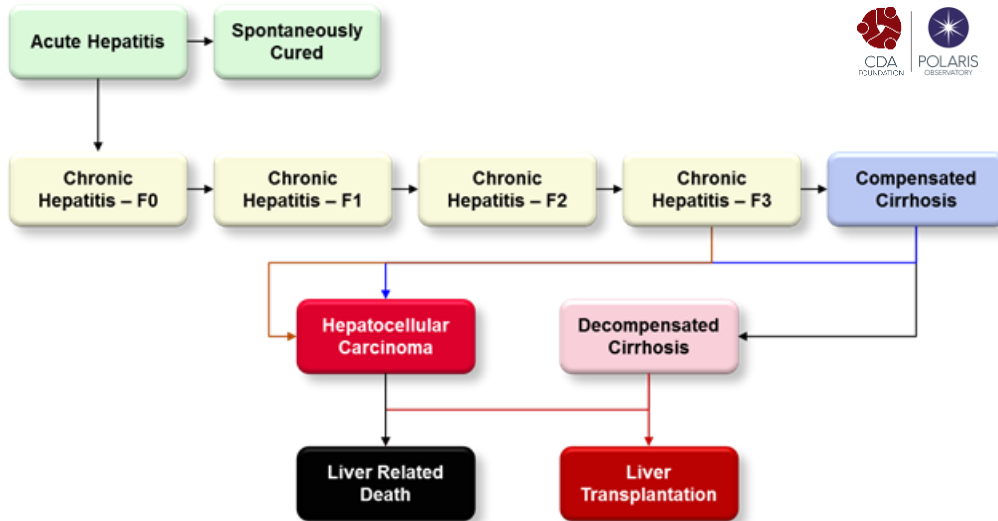 Acute Hepatitis
Spontaneously
Cured
CDA
FOUNDATION
POLARIS
OBSERVATORY
Chronic
Hepatitis – F0
Chronic
Hepatitis – F1
Chronic
Hepatitis – F2
Chronic
Hepatitis – F3
Compensated
Cirrhosis
Hepatocellular
Carcinoma
Decompensated
Cirrhosis
Liver Related
Death
Liver
Transplantation